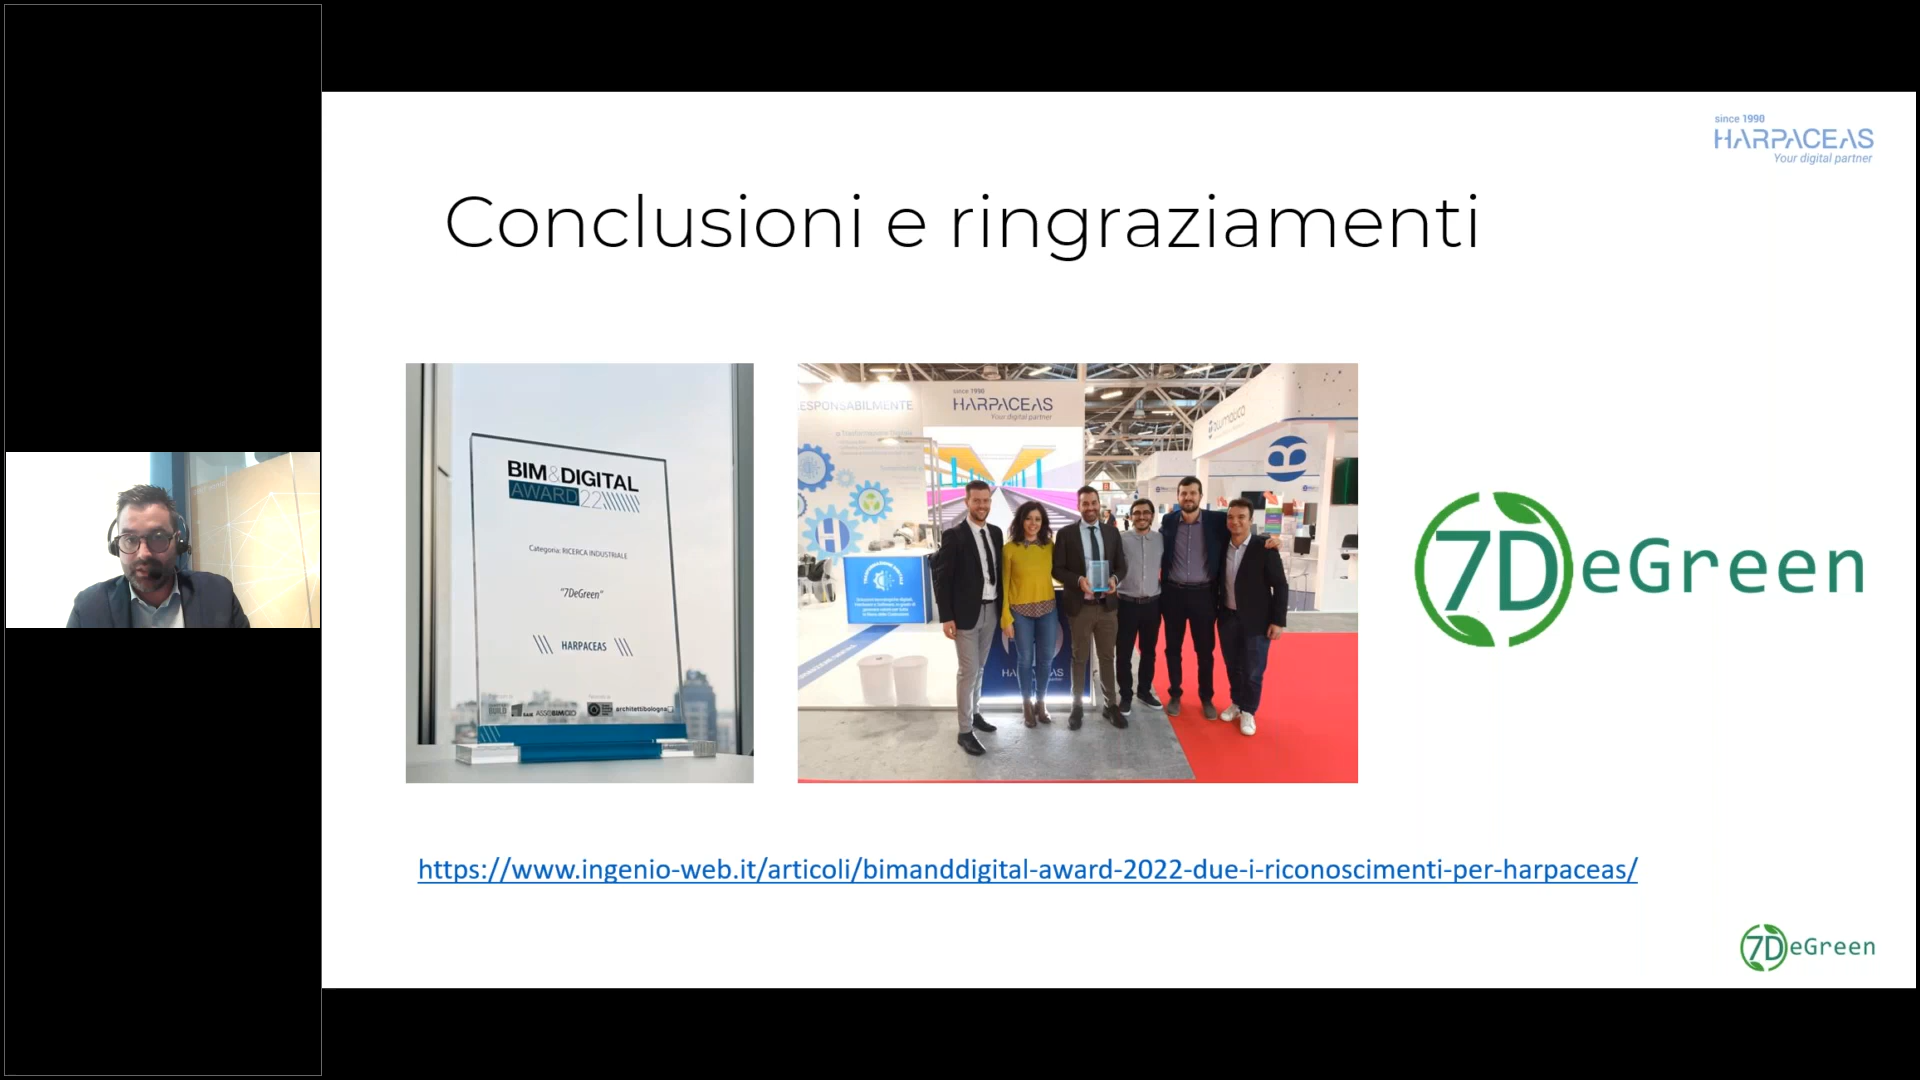 since 1990
HARPACEAS
Your digital partner
Conclusioni e ringraziamenti
BIM&DIGITAL
AWARD22
Categoria: RICERCA INDUSTRIALE
"7DeGreen"
HARPACEAS
architettibologna
ESPONSABILMENTE
since 1990
HARPACEAS
Your digital partner
7DeGreen
https://www.ingenio-web.it/articoli/bimanddigital-award-2022-due-i-riconoscimenti-per-harpaceas/
7DeGreen